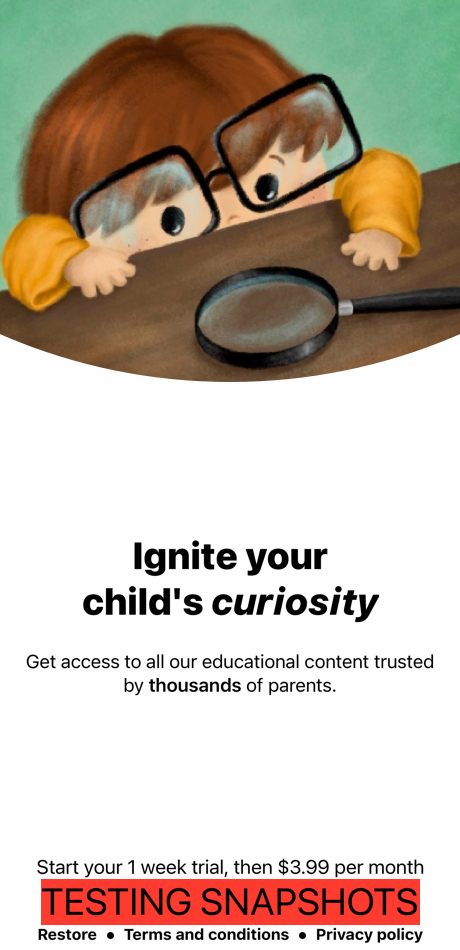 Ignite your
child's curiosity
Get access to all our educational content trusted
by thousands of parents.
Start your 1 week trial, then $3.99 per month
TESTING SNAPSHOTS
Restore ● Terms and conditions ● Privacy policy